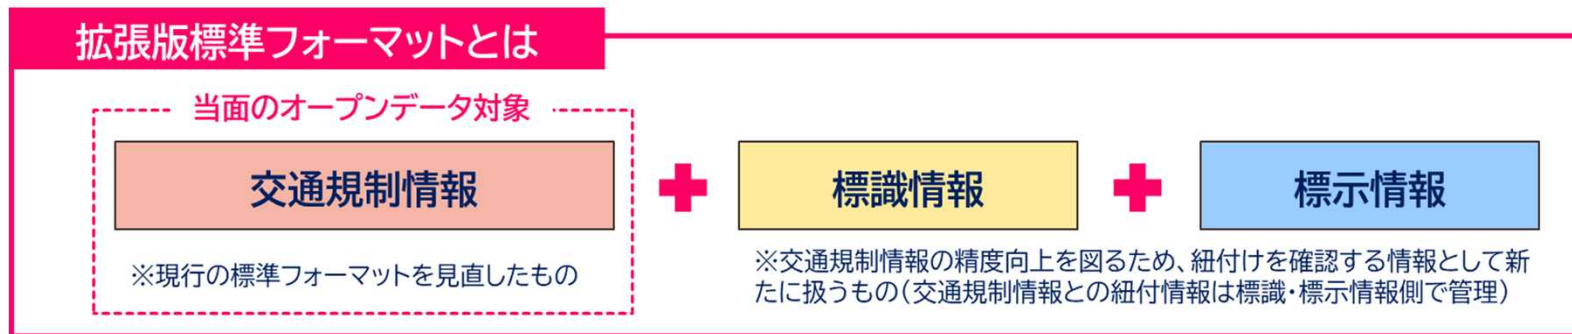 拡張版標準フォーマットとは
当面のオープンデータ対象
交通規制情報
標識情報
標示情報
※現行の標準フォーマットを見直したもの
※交通規制情報の精度向上を図るため、紐付けを確認する情報として新
たに扱うもの(交通規制情報との紐付情報は標識・標示情報側で管理)